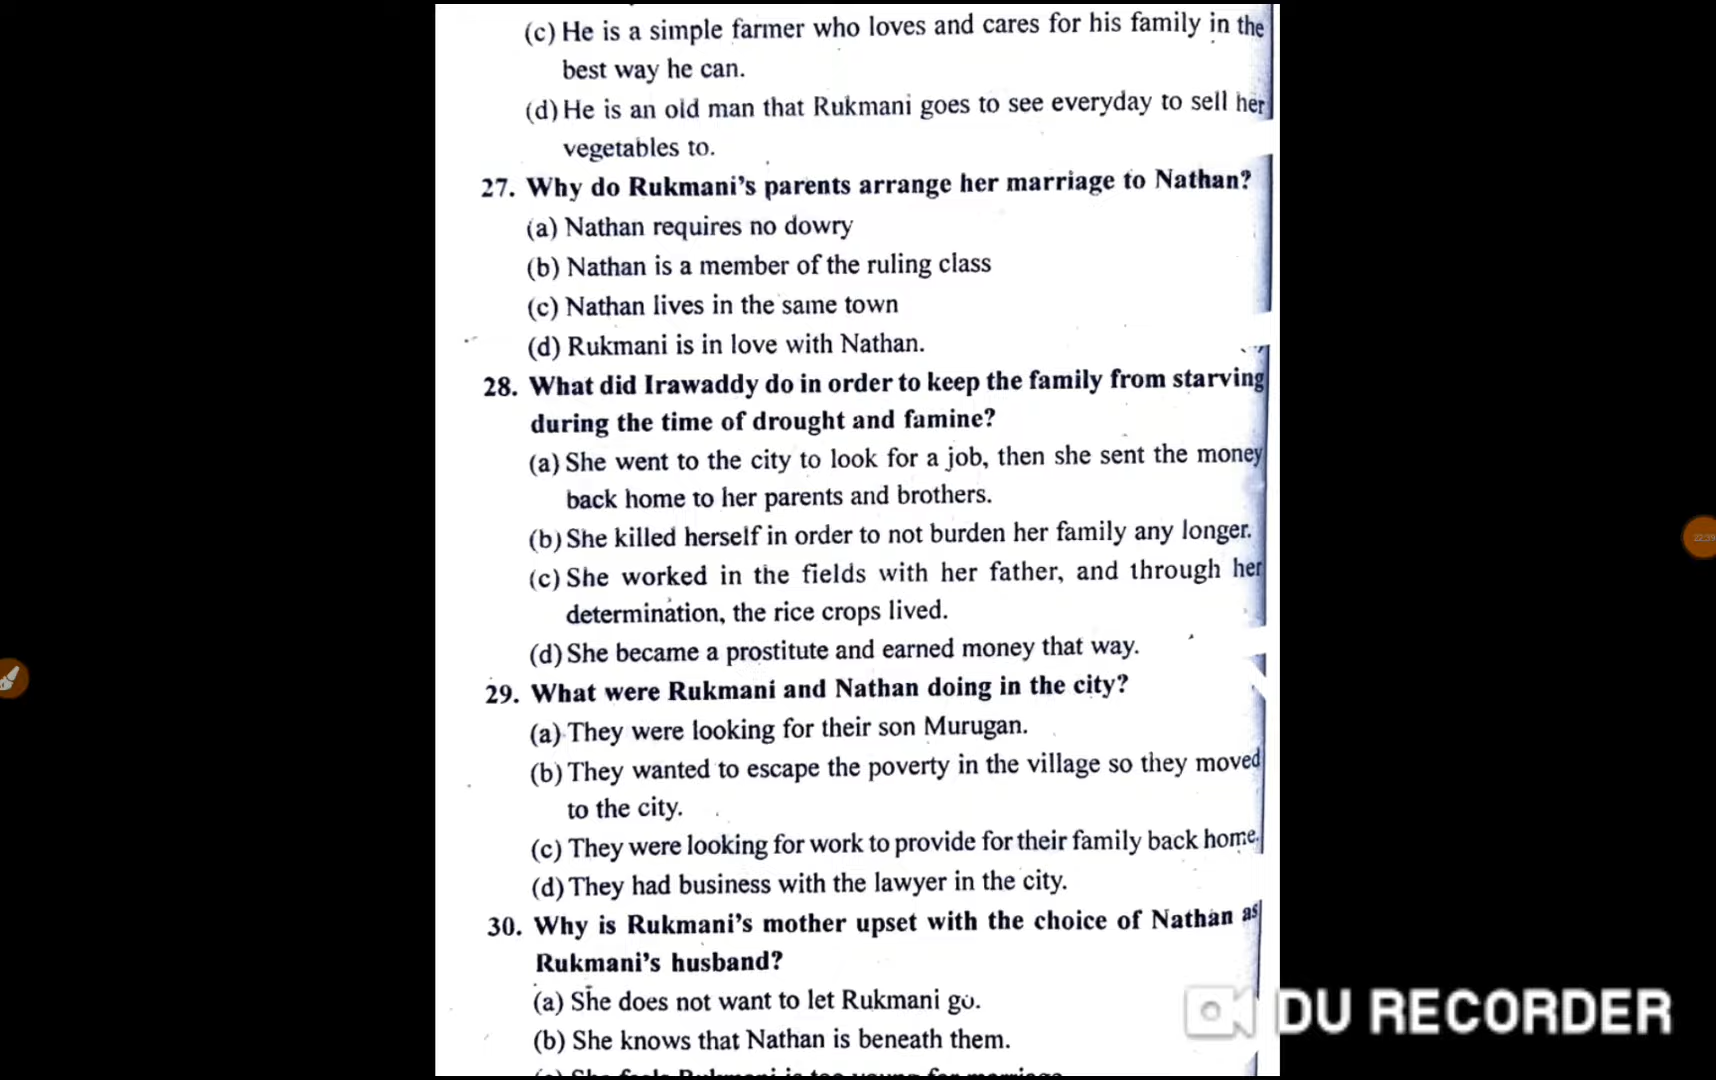 (c) He is a simple farmer who loves and cares for his family in the
best way he can.
(d) He is an old man that Rukmani goes to see everyday to sell her
vegetables to.
27. Why do Rukmani's parents arrange her marriage to Nathan?
(a) Nathan requires no dowry
(b) Nathan is a member of the ruling class
(c) Nathan lives in the same town
(d) Rukmani is in love with Nathan.
28. What did Irawaddy do in order to keep the family from starving
during the time of drought and famine?
(a) She went to the city to look for a job, then she sent the money
back home to her parents and brothers.
(b) She killed herself in order to not burden her family any longer.
(c) She worked in the fields with her father, and through her
determination, the rice crops lived.
(d) She became a prostitute and earned money that way.
29. What were Rukmani and Nathan doing in the city?
(a) They were looking for their son Murugan.
(b) They wanted to escape the poverty in the village so they moved
to the city.
(c) They were looking for work to provide for their family back home.
(d) They had business with the lawyer in the city.
30. Why is Rukmani's mother upset with the choice of Nathan as
Rukmani's husband?
(a) She does not want to let Rukmani go.
(b) She knows that Nathan is beneath them.
(c) She feels Rukmani is too young for marriage
22:39
DU RECORDER